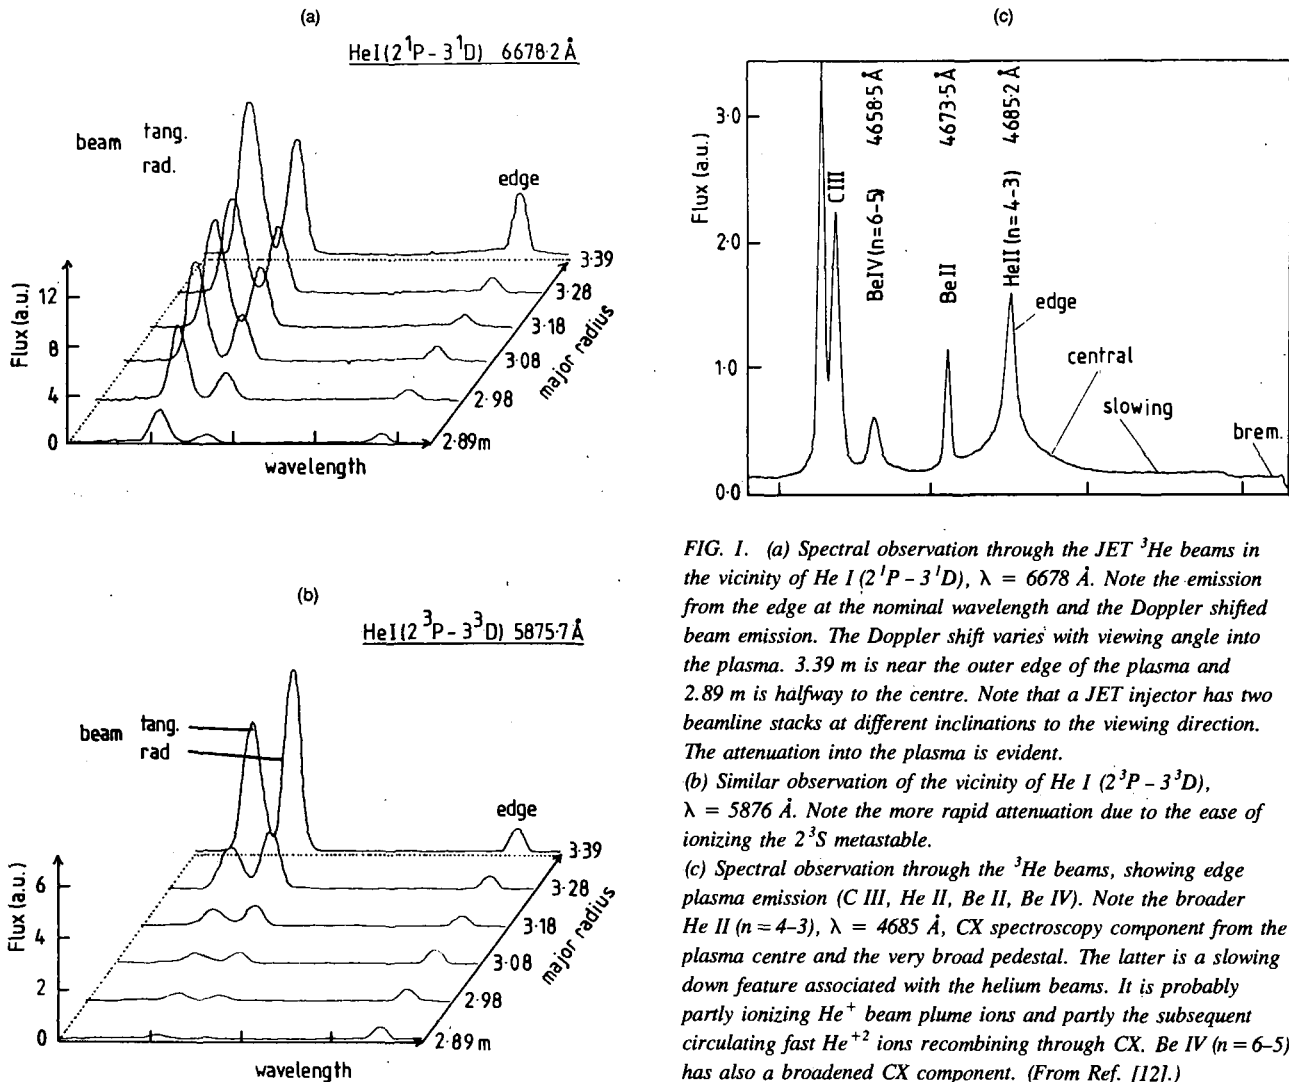 (a)
HeI(2¹P – 3¹D) 6678·2 Å
beam tang.
rad.
edge
3·39
3·28
3·18
3·08
2·98
2·89m
major radius
12
8
4
0
Flux (a.u.)
wavelength
(b)
HeI(2³P – 3³D) 5875·7 Å
beam tang.
rad
edge
3·39
3·28
3·18
3·08
2·98
2·89m
major radius
6
4
2
0
Flux (a.u.)
wavelength
(c)
3·0
2·0
1·0
0·0
Flux (a.u.)
CIII
BeIV(n=6–5) 4658·5 Å
BeII 4673·5 Å
HeII(n=4–3) 4685·2 Å
edge
central
slowing
brem.
FIG. 1. (a) Spectral observation through the JET ³He beams in
the vicinity of He I (2¹P – 3¹D), λ = 6678 Å. Note the emission
from the edge at the nominal wavelength and the Doppler shifted
beam emission. The Doppler shift varies with viewing angle into
the plasma. 3.39 m is near the outer edge of the plasma and
2.89 m is halfway to the centre. Note that a JET injector has two
beamline stacks at different inclinations to the viewing direction.
The attenuation into the plasma is evident.
(b) Similar observation of the vicinity of He I (2³P – 3³D),
λ = 5876 Å. Note the more rapid attenuation due to the ease of
ionizing the 2³S metastable.
(c) Spectral observation through the ³He beams, showing edge
plasma emission (C III, He II, Be II, Be IV). Note the broader
He II (n = 4–3), λ = 4685 Å, CX spectroscopy component from the
plasma centre and the very broad pedestal. The latter is a slowing
down feature associated with the helium beams. It is probably
partly ionizing He⁺ beam plume ions and partly the subsequent
circulating fast He⁺² ions recombining through CX. Be IV (n = 6–5)
has also a broadened CX component. (From Ref. [12].)